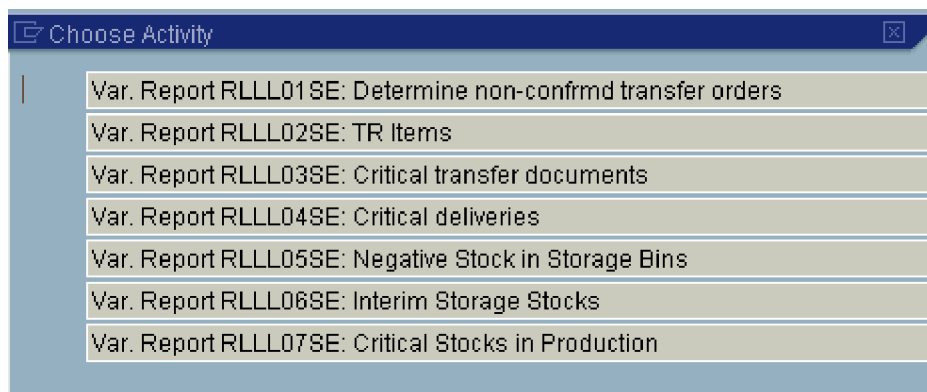 Choose Activity
Var. Report RLLL01SE: Determine non-confrmd transfer orders
Var. Report RLLL02SE: TR Items
Var. Report RLLL03SE: Critical transfer documents
Var. Report RLLL04SE: Critical deliveries
Var. Report RLLL05SE: Negative Stock in Storage Bins
Var. Report RLLL06SE: Interim Storage Stocks
Var. Report RLLL07SE: Critical Stocks in Production